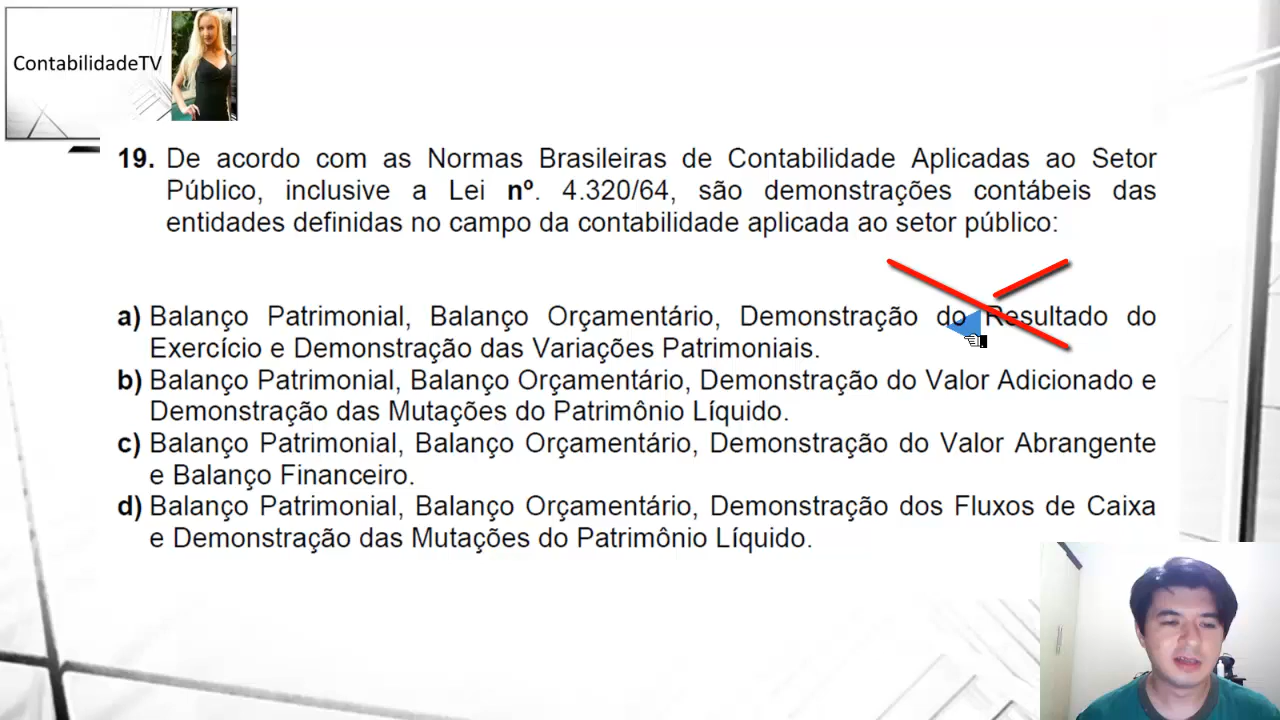 ContabilidadeTV
19. De acordo com as Normas Brasileiras de Contabilidade Aplicadas ao Setor
Público, inclusive a Lei nº. 4.320/64, são demonstrações contábeis das
entidades definidas no campo da contabilidade aplicada ao setor público:
a) Balanço Patrimonial, Balanço Orçamentário, Demonstração do Resultado do
Exercício e Demonstração das Variações Patrimoniais.
b) Balanço Patrimonial, Balanço Orçamentário, Demonstração do Valor Adicionado e
Demonstração das Mutações do Patrimônio Líquido.
c) Balanço Patrimonial, Balanço Orçamentário, Demonstração do Valor Abrangente
e Balanço Financeiro.
d) Balanço Patrimonial, Balanço Orçamentário, Demonstração dos Fluxos de Caixa
e Demonstração das Mutações do Patrimônio Líquido.